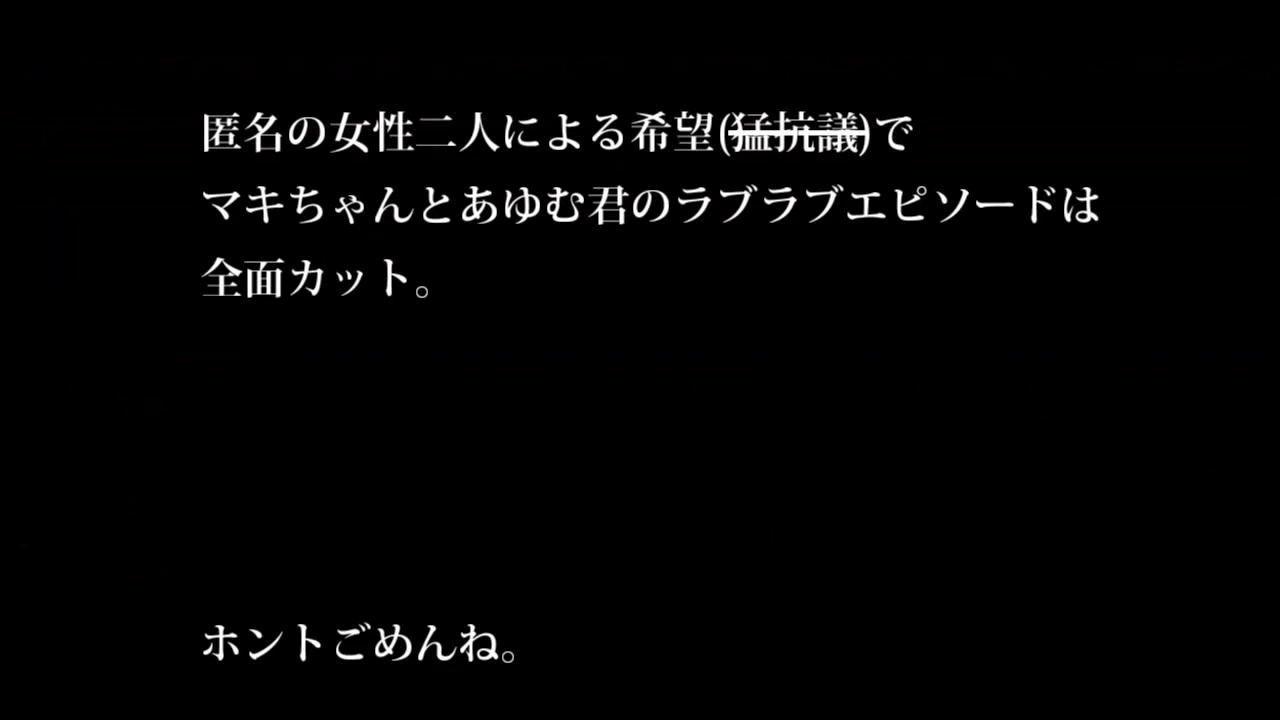 匿名の女性二人による希望(猛抗議)で
マキちゃんとあゆむ君のラブラブエピソードは
全面カット。
ホントごめんね。